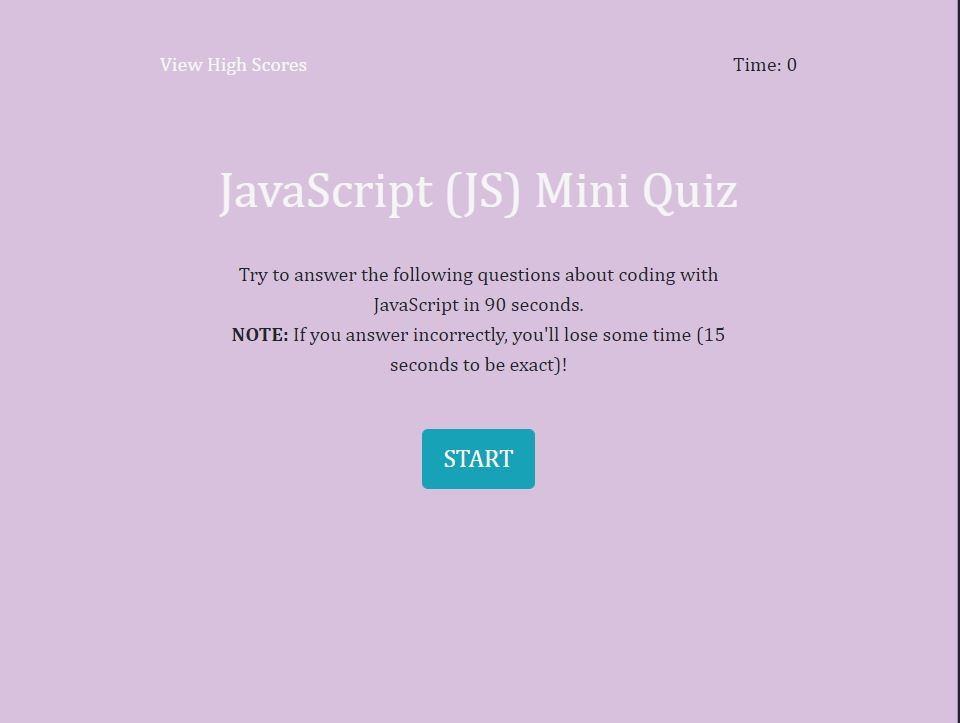 View High Scores
Time: 0
JavaScript (JS) Mini Quiz
Try to answer the following questions about coding with
JavaScript in 90 seconds.
NOTE: If you answer incorrectly, you'll lose some time (15
seconds to be exact)!
START